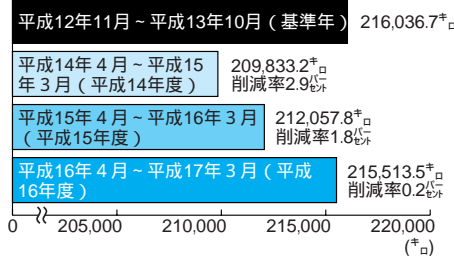 平成12年11月～平成13年10月（基準年） 216,036.7㌔
平成14年４月～平成15 209,833.2㌔
年３月（平成14年度） 削減率2.9㌫
平成15年４月～平成16年３月 212,057.8㌔
（平成15年度） 削減率1.8㌫
平成16年４月～平成17年３月（平成 215,513.5㌔
16年度） 削減率0.2㌫
0 205,000 210,000 215,000 220,000
（㌔）